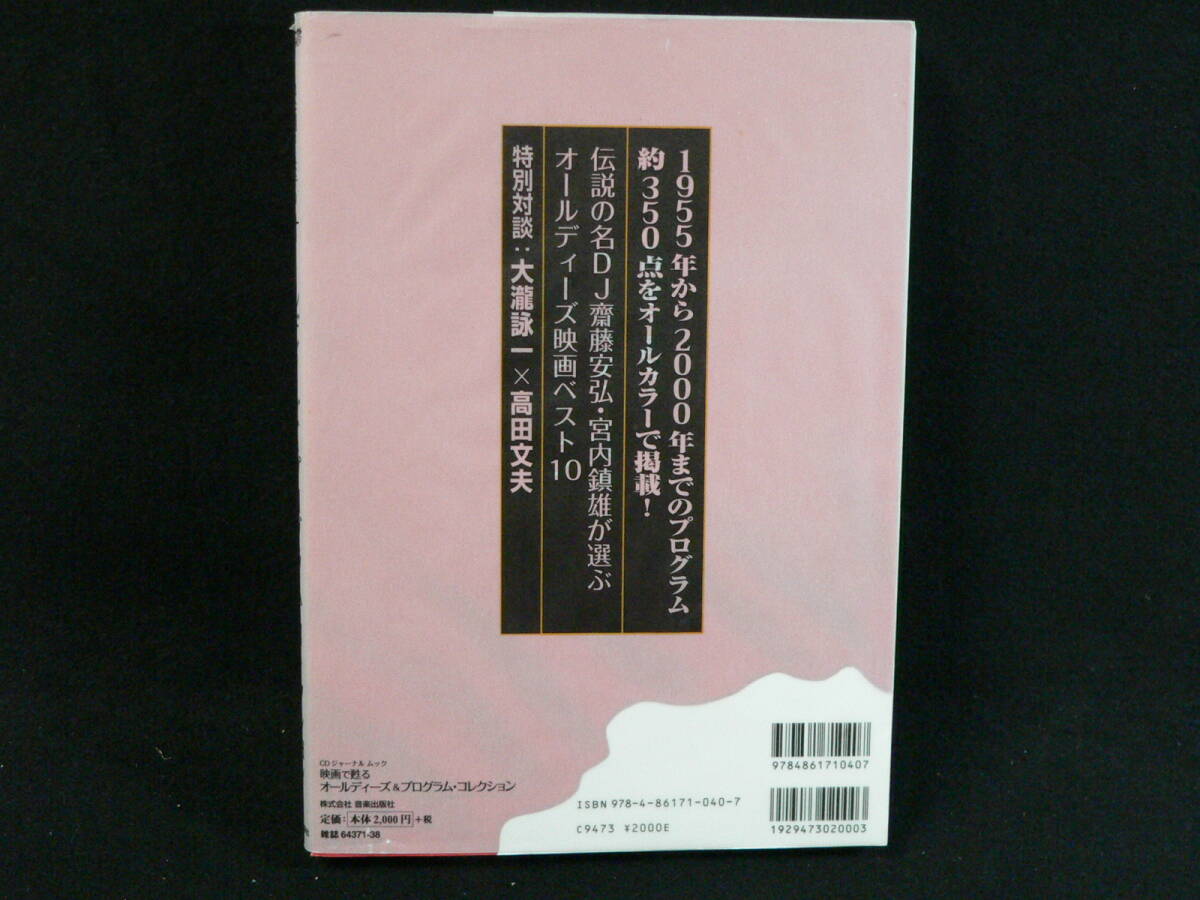 1955年から2000年までのプログラム
約350点をオールカラーで掲載！
伝説の名DJ齋藤安弘・宮内鎮雄が選ぶ
オールディーズ映画ベスト10
特別対談：大瀧詠一×高田文夫
CDジャーナル ムック
映画で甦る
オールディーズ&プログラム・コレクション
株式会社 音楽出版社
定価：本体2,000円+税
雑誌 64371-38
9784861710407
ISBN 978-4-86171-040-7
C9473 ¥2000E
1929473020003